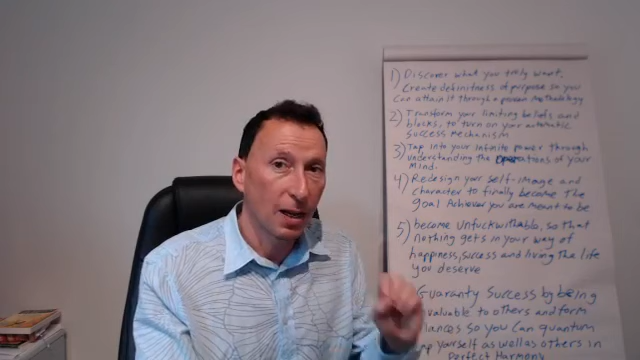 1) Discover what you truly want,
Create definiteness of purpose so you
Can attain it through a proven methodology
2) Transform your limiting beliefs and
blocks, to turn on your automatic
success mechanism
3) Tap into your infinite power through
understanding the operations of your
Mind.
4) Redesign your self-image and
character to finally become the
goal Achiever you are meant to be
5) become Unfuckwithable, so that
nothing gets in your way of
happiness, success and living the life
you deserve
Guaranty Success by being
valuable to others and form
so you can quantum
yourself as well as others in
Perfect Harmony